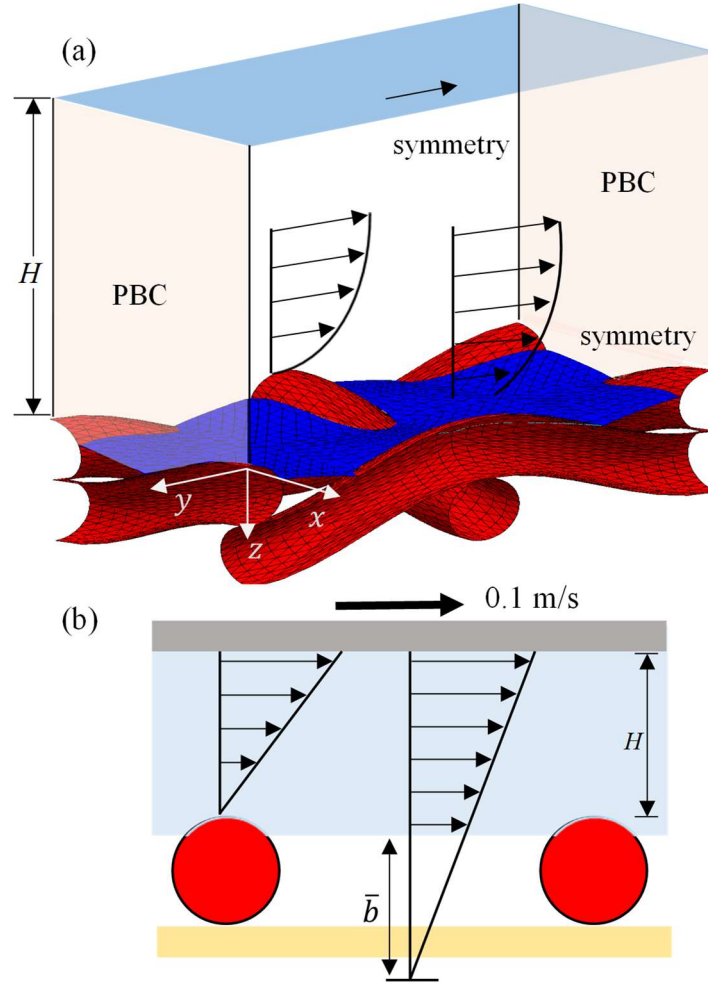 (a)
symmetry
PBC
H
PBC
symmetry
y
x
z
(b)
0.1 m/s
H
b̄